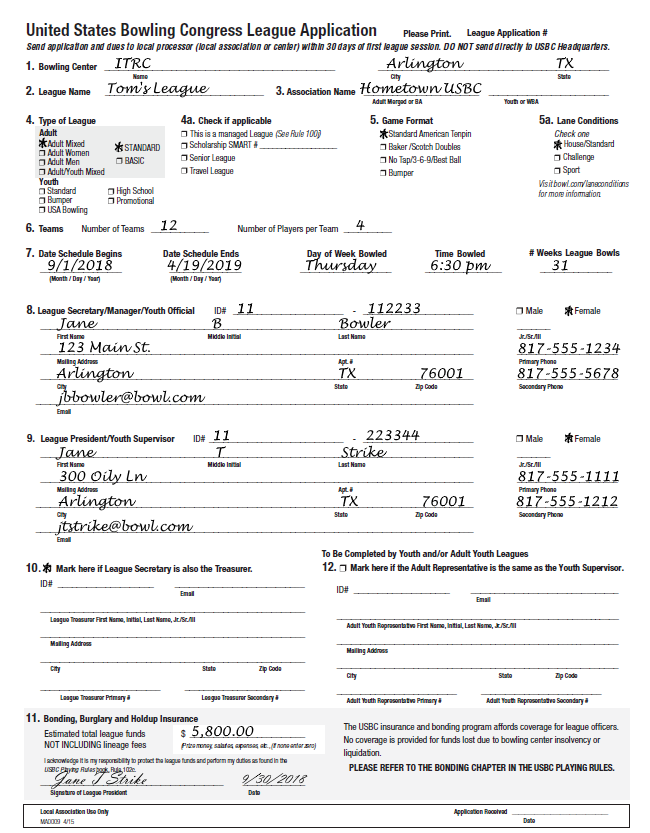 United States Bowling Congress League Application Please Print. League Application #
Send application and dues to local processor (local association or center) within 30 days of first league session. DO NOT send directly to USBC Headquarters.
1. Bowling Center ITRC Arlington TX
Name City State
2. League Name Tom's League 3. Association Name Hometown USBC
Adult Merged or BA Youth or WBA
4. Type of League 4a. Check if applicable 5. Game Format 5a. Lane Conditions
Adult ☐ This is a managed League (See Rule 100j) Standard American Tenpin Check one
Adult Mixed STANDARD ☐ Scholarship SMART # ☐ Baker /Scotch Doubles House/Standard
☐ Adult Women ☐ BASIC ☐ Senior League ☐ No Tap/3-6-9/Best Ball ☐ Challenge
☐ Adult Men ☐ Travel League ☐ Bumper ☐ Sport
☐ Adult/Youth Mixed Visit bowl.com/laneconditions
Youth for more information.
☐ Standard ☐ High School
☐ Bumper ☐ Promotional
☐ USA Bowling
6. Teams Number of Teams 12 Number of Players per Team 4
7. Date Schedule Begins Date Schedule Ends Day of Week Bowled Time Bowled # Weeks League Bowls
9/1/2018 4/19/2019 Thursday 6:30 pm 31
(Month / Day / Year) (Month / Day / Year)
8. League Secretary/Manager/Youth Official ID# 11 - 112233 ☐ Male Female
Jane B Bowler
First Name Middle Initial Last Name Jr./Sr./III
123 Main St. 817-555-1234
Mailing Address Apt. # Primary Phone
Arlington TX 76001 817-555-5678
City State Zip Code Secondary Phone
jbbowler@bowl.com
Email
9. League President/Youth Supervisor ID# 11 - 223344 ☐ Male Female
Jane T Strike
First Name Middle Initial Last Name Jr./Sr./III
300 Oily Ln 817-555-1111
Mailing Address Apt. # Primary Phone
Arlington TX 76001 817-555-1212
City State Zip Code Secondary Phone
jtstrike@bowl.com
Email
To Be Completed by Youth and/or Adult Youth Leagues
10. Mark here if League Secretary is also the Treasurer. 12. ☐ Mark here if the Adult Representative is the same as the Youth Supervisor.
ID# ID#
Email Email
League Treasurer First Name, Initial, Last Name, Jr./Sr./III Adult Youth Representative First Name, Initial, Last Name, Jr./Sr./III
Mailing Address Mailing Address
City State Zip Code City State Zip Code
League Treasurer Primary # League Treasurer Secondary # Adult Youth Representative Primary # Adult Youth Representative Secondary #
11. Bonding, Burglary and Holdup Insurance
Estimated total league funds $ 5,800.00
NOT INCLUDING lineage fees (Prize money, salaries, expenses, etc., (if none enter zero)
I acknowledge it is my responsibility to protect the league funds and perform my duties as found in the
USBC Playing Rules book, Rule 102c.
Jane T Strike 9/30/2018
Signature of League President Date
The USBC insurance and bonding program affords coverage for league officers.
No coverage is provided for funds lost due to bowling center insolvency or
liquidation.
PLEASE REFER TO THE BONDING CHAPTER IN THE USBC PLAYING RULES.
Local Association Use Only Application Received
MAD009 4/15 Date